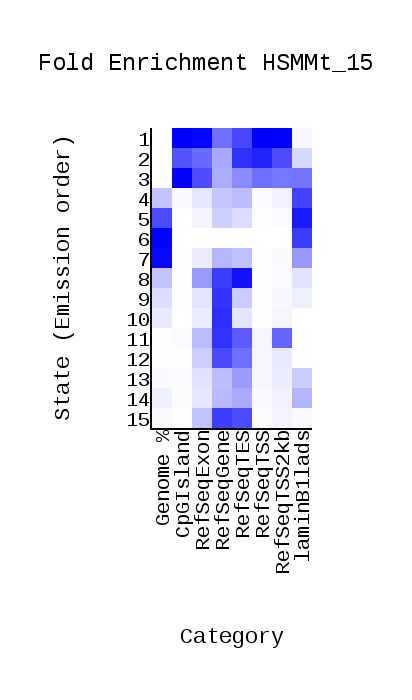 Fold Enrichment HSMMt_15
State (Emission order)
1
2
3
4
5
6
7
8
9
10
11
12
13
14
15
Genome %
CpGIsland
RefSeqExon
RefSeqGene
RefSeqTES
RefSeqTSS
RefSeqTSS2kb
laminB1lads
Category